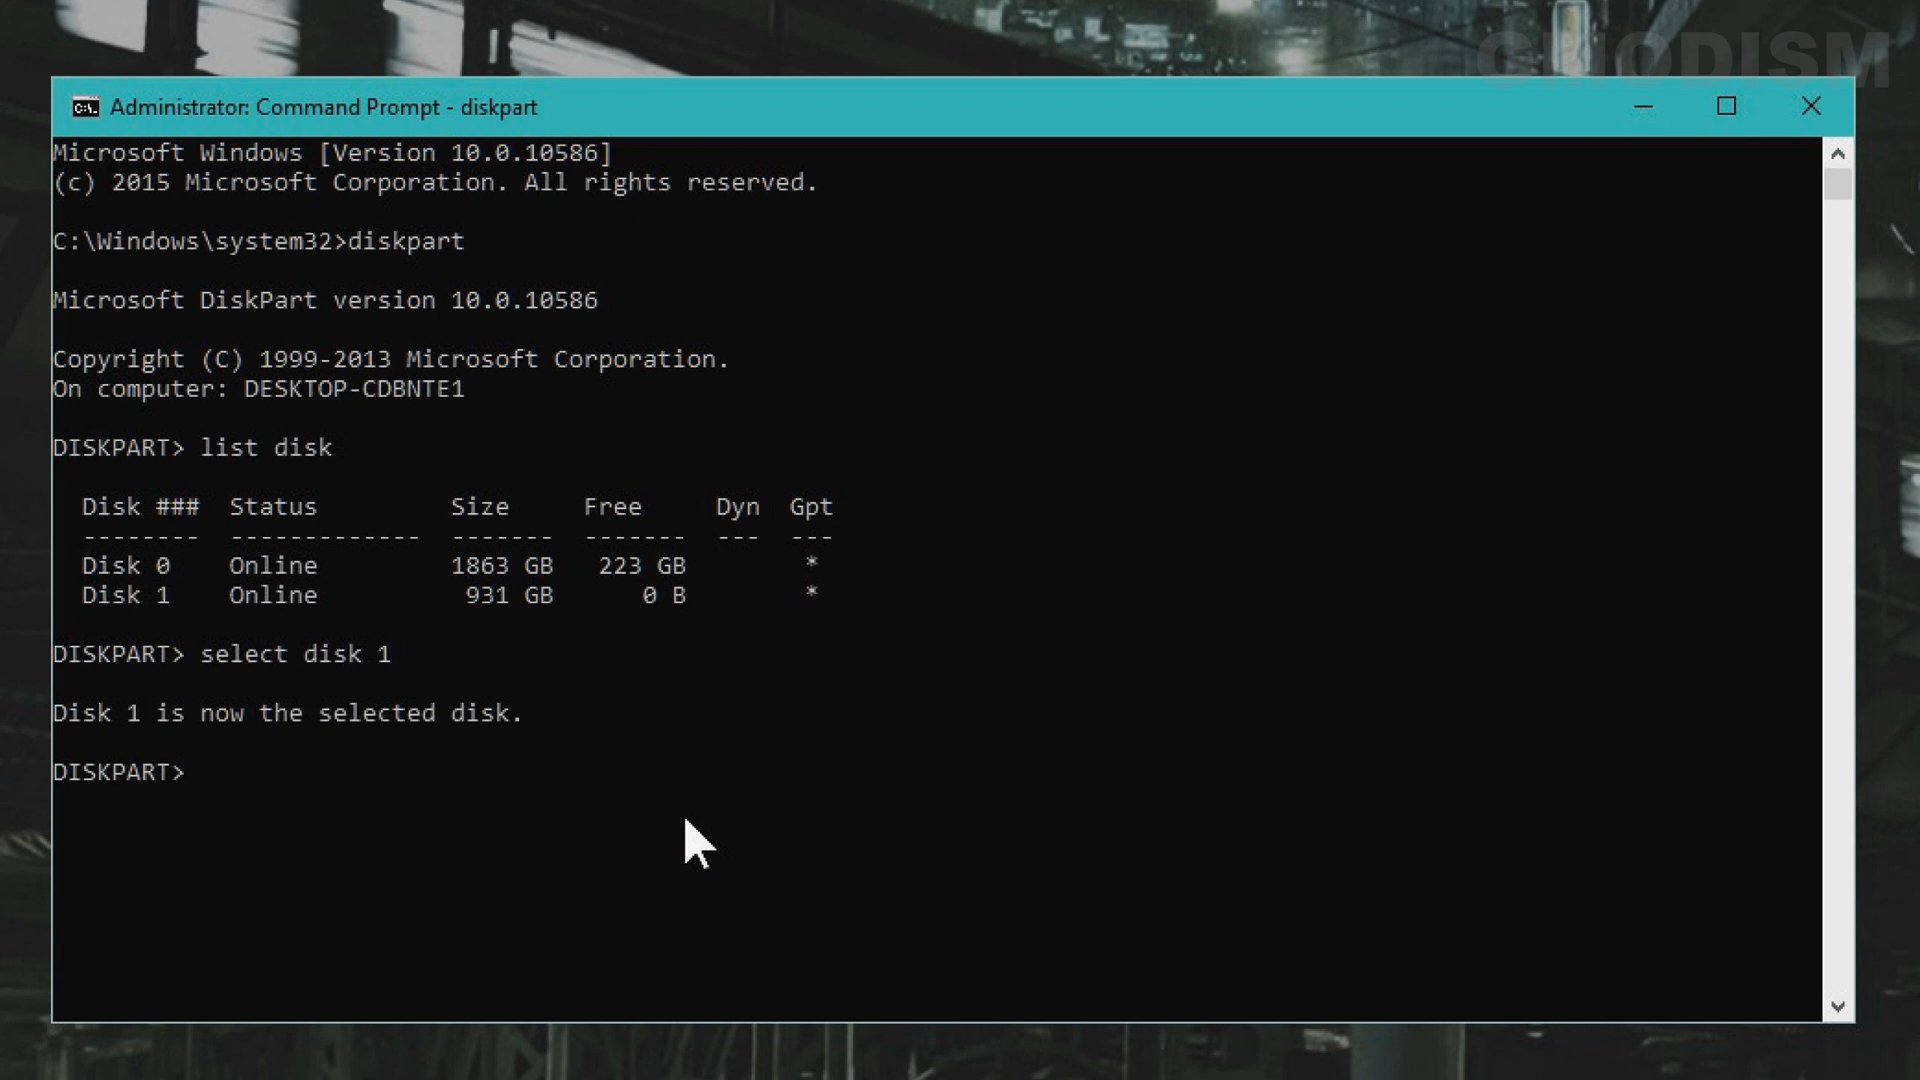 Administrator: Command Prompt - diskpart
Microsoft Windows [Version 10.0.10586]
(c) 2015 Microsoft Corporation. All rights reserved.
C:\Windows\system32>diskpart
Microsoft DiskPart version 10.0.10586
Copyright (C) 1999-2013 Microsoft Corporation.
On computer: DESKTOP-CDBNTE1
DISKPART> list disk
Disk ### Status Size Free Dyn Gpt
-------- ------------- ------- ------- --- ---
Disk 0 Online 1863 GB 223 GB *
Disk 1 Online 931 GB 0 B *
DISKPART> select disk 1
Disk 1 is now the selected disk.
DISKPART>